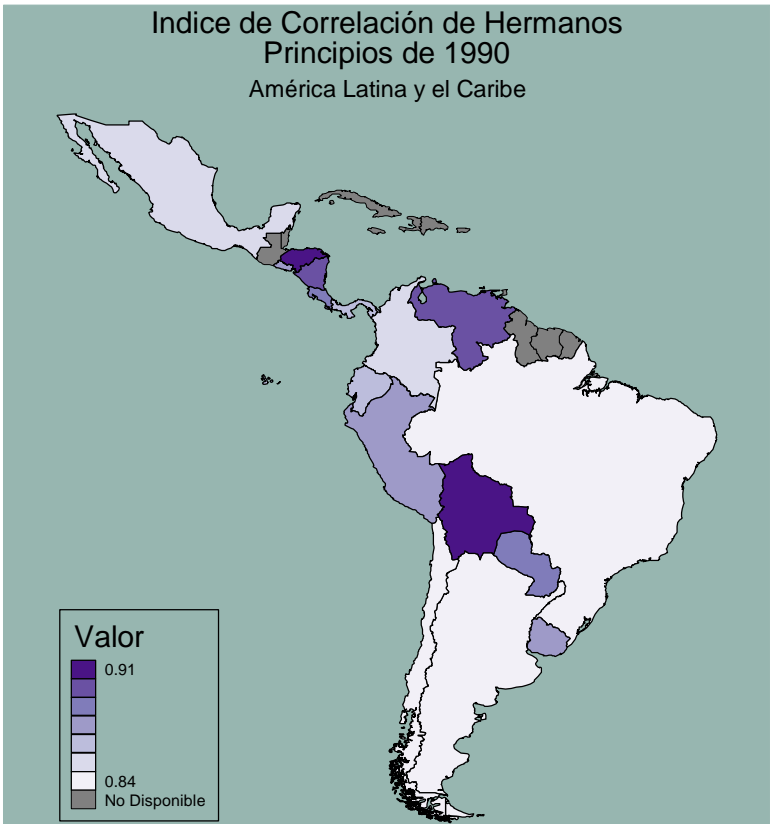 Indice de Correlación de Hermanos
Principios de 1990
América Latina y el Caribe
Valor
0.91
0.84
No Disponible